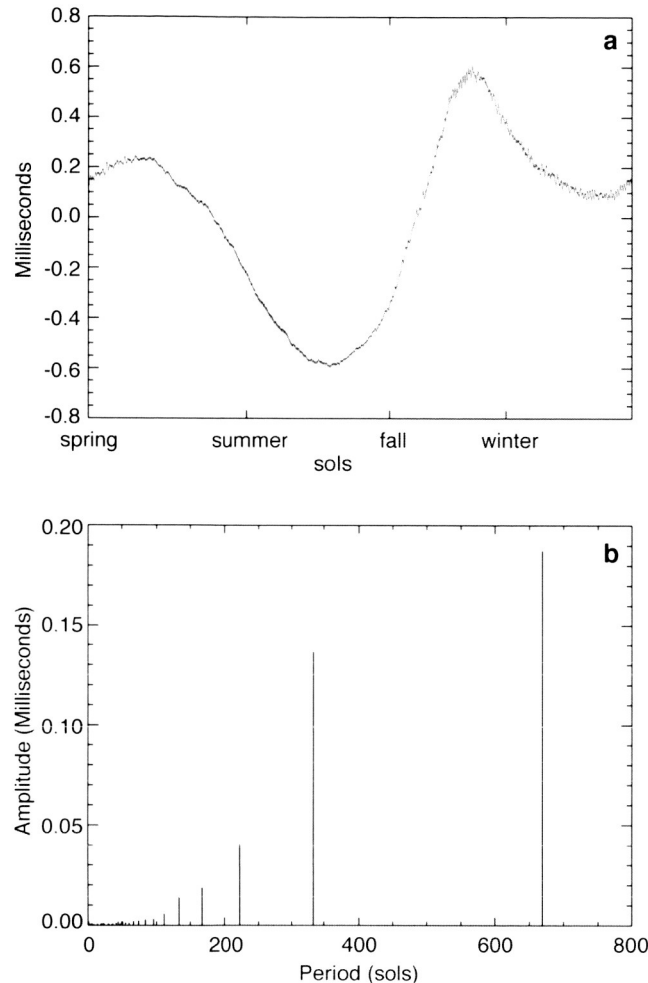 a
0.8
0.6
0.4
0.2
0.0
-0.2
-0.4
-0.6
-0.8
Milliseconds
spring summer fall winter
sols
b
0.20
0.15
0.10
0.05
0.00
Amplitude (Milliseconds)
0 200 400 600 800
Period (sols)